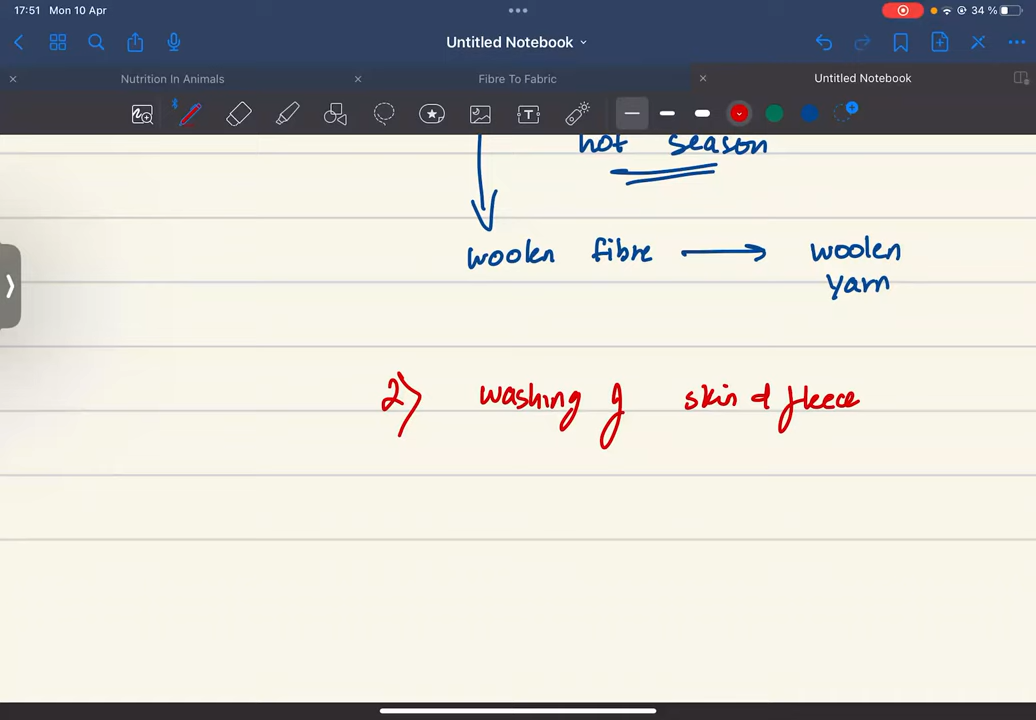 17:51 Mon 10 Apr
34 %
Untitled Notebook
Nutrition In Animals
Fibre To Fabric
Untitled Notebook
hot season
woolen fibre → woolen
yarn
2) washing of skin & fleece